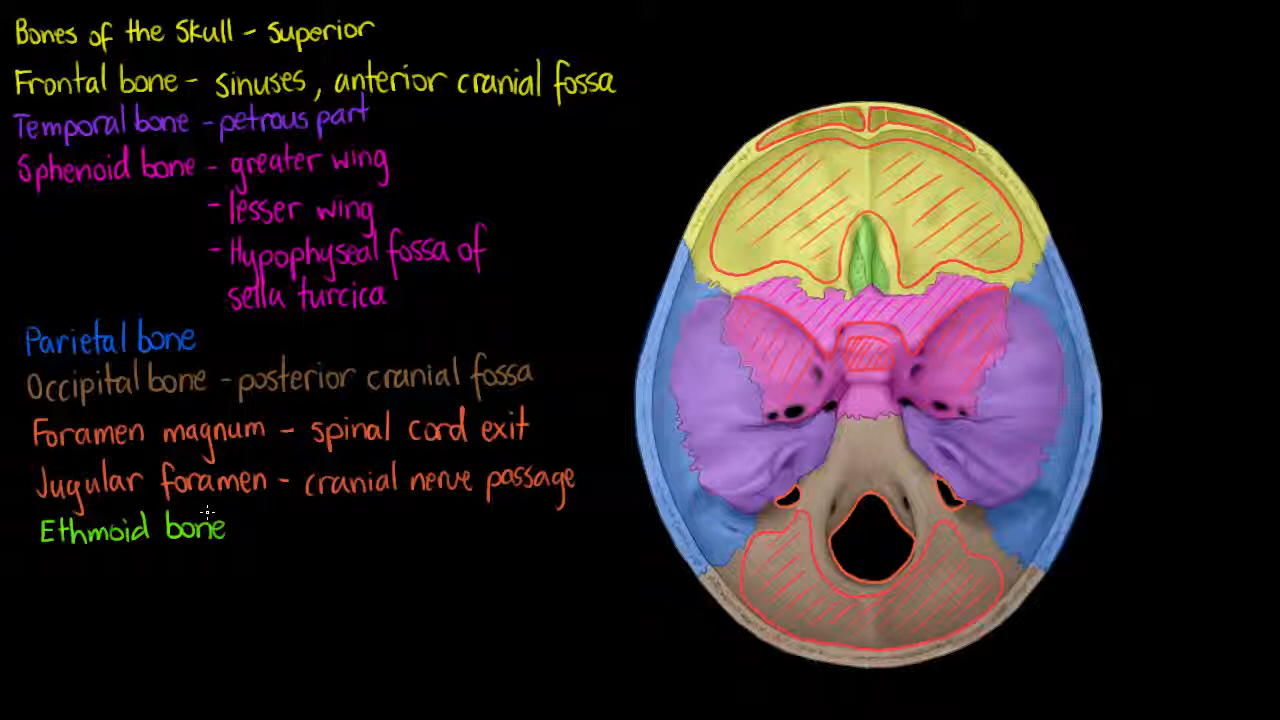 Bones of the Skull - superior
Frontal bone - sinuses, anterior cranial fossa
Temporal bone - petrous part
Sphenoid bone - greater wing
- lesser wing
- Hypophyseal fossa of
sella turcica
Parietal bone
Occipital bone - posterior cranial fossa
Foramen magnum - spinal cord exit
Jugular foramen - cranial nerve passage
Ethmoid bone